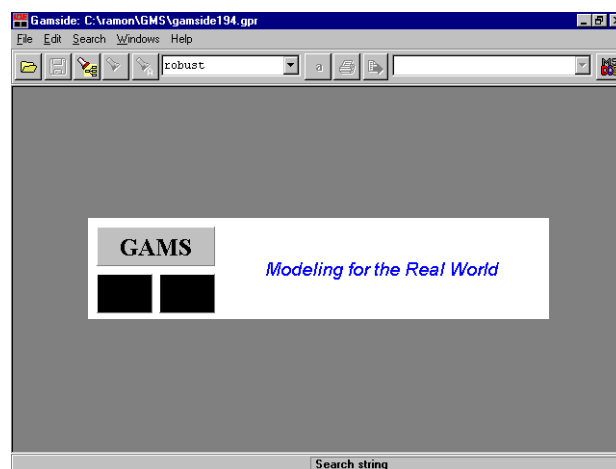 Gamside: C:\ramon\GMS\gamside194.gpr
File Edit Search Windows Help
robust
a
GAMS
Modeling for the Real World
Search string